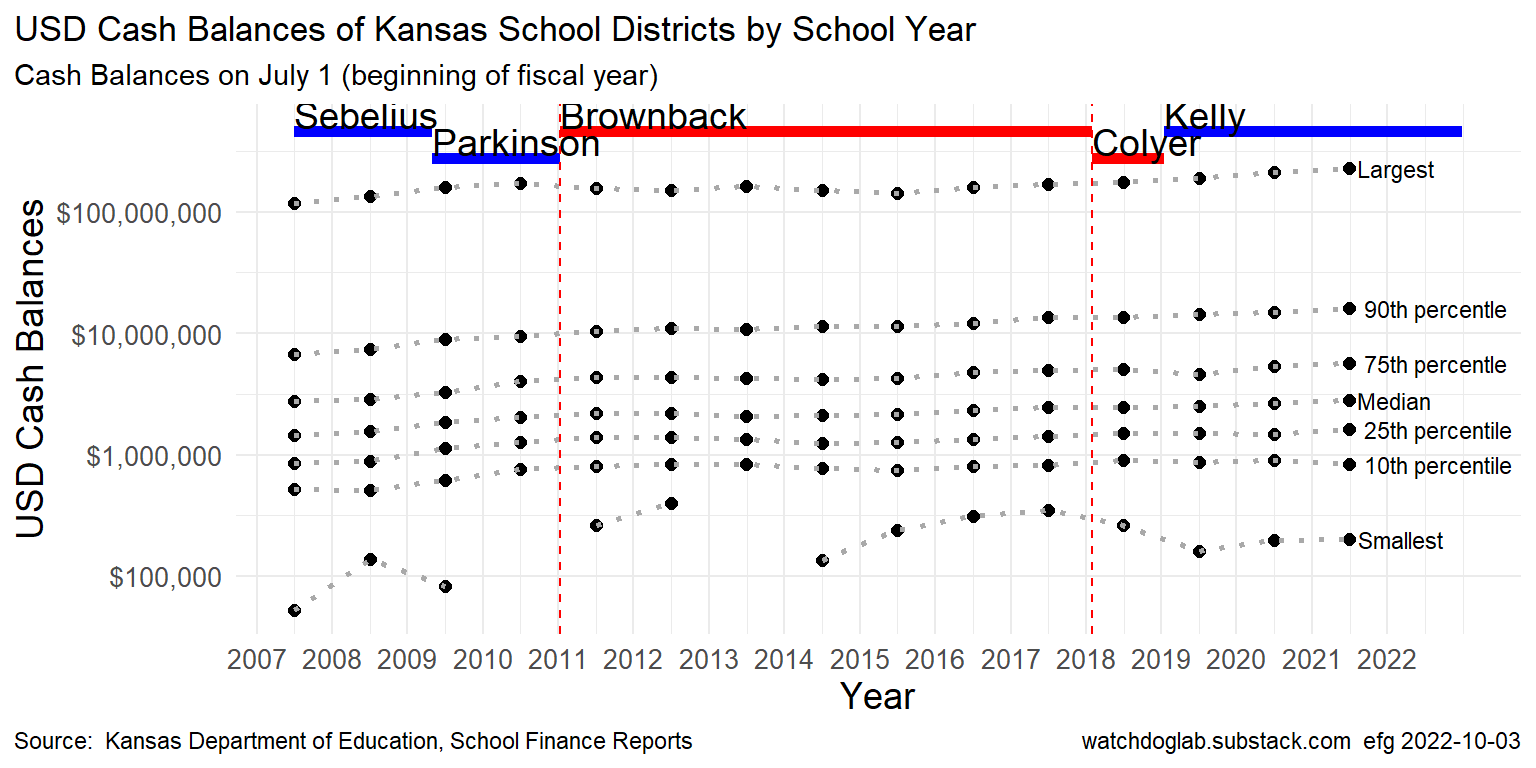 USD Cash Balances of Kansas School Districts by School Year
Cash Balances on July 1 (beginning of fiscal year)
Sebelius
Brownback
Kelly
Parkinson
Colyer
Largest
$100,000,000
90th percentile
$10,000,000
75th percentile
Median
25th percentile
$1,000,000
10th percentile
Smallest
$100,000
USD Cash Balances
2007 2008 2009 2010 2011 2012 2013 2014 2015 2016 2017 2018 2019 2020 2021 2022
Year
Source: Kansas Department of Education, School Finance Reports
watchdoglab.substack.com efg 2022-10-03